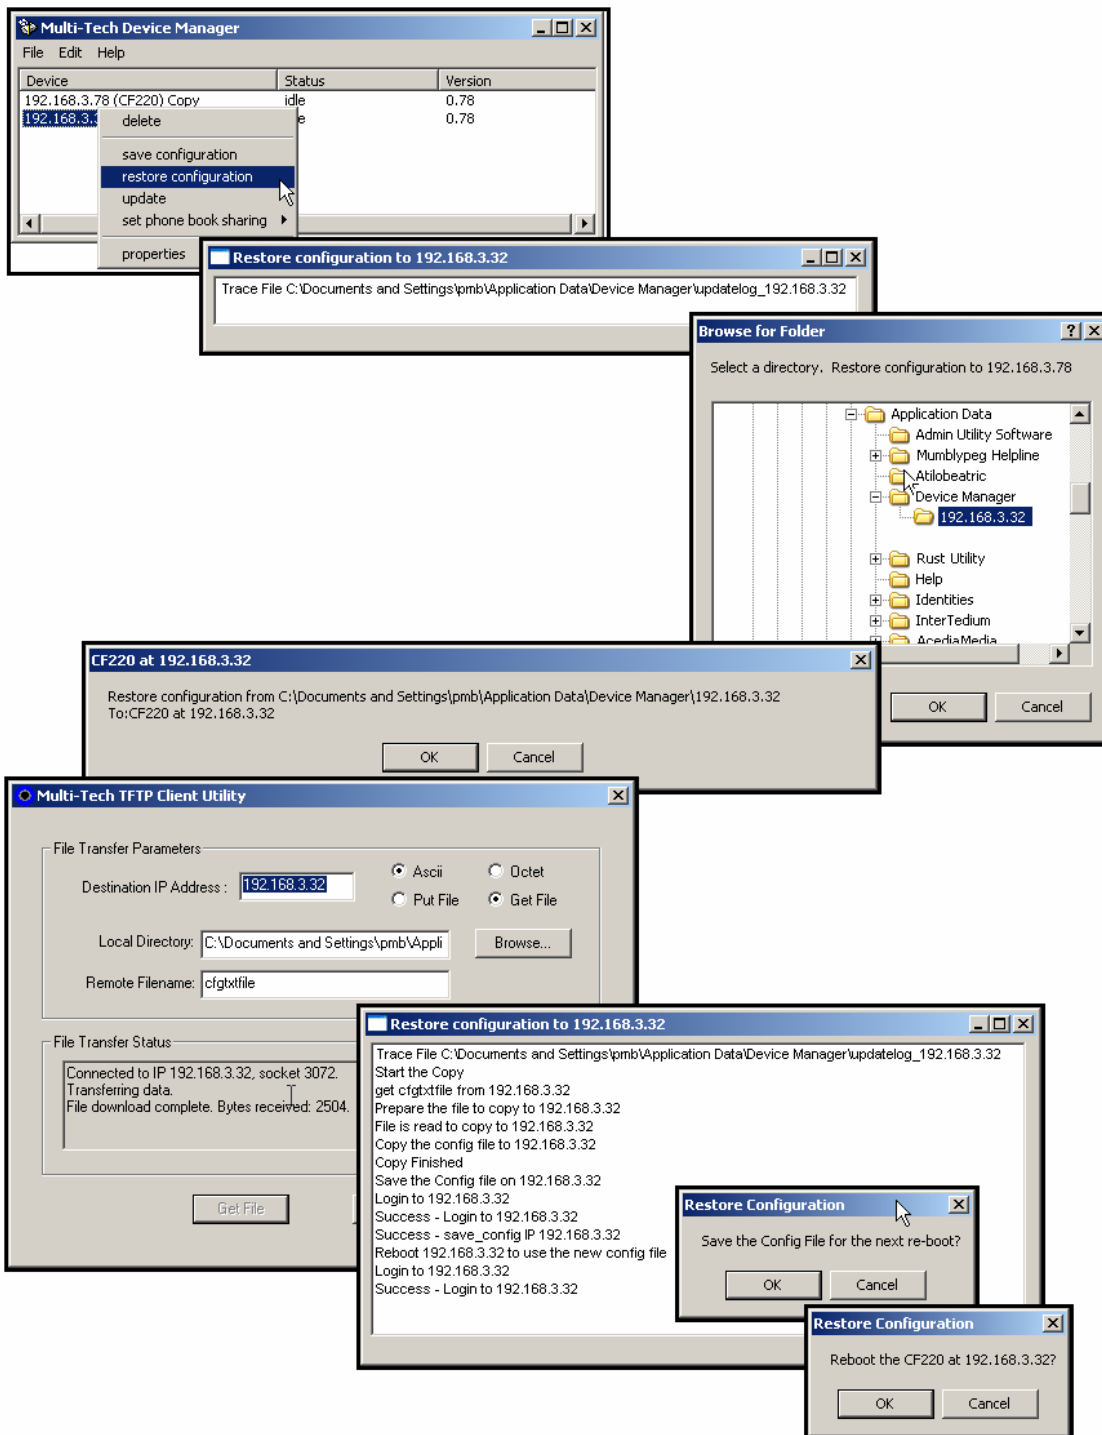 Multi-Tech Device Manager
File Edit Help
Device Status Version
192.168.3.78 (CF220) Copy idle 0.78
192.168.3. 0.78
delete
save configuration
restore configuration
update
set phone book sharing
properties
Restore configuration to 192.168.3.32
Trace File C:\Documents and Settings\pmb\Application Data\Device Manager\updatelog_192.168.3.32
Browse for Folder
Select a directory. Restore configuration to 192.168.3.78
Application Data
Admin Utility Software
Mumblypeg Helpline
Atilobeatric
Device Manager
192.168.3.32
Rust Utility
Help
Identities
InterTedium
AcediaMedia
OK Cancel
CF220 at 192.168.3.32
Restore configuration from C:\Documents and Settings\pmb\Application Data\Device Manager\192.168.3.32
To:CF220 at 192.168.3.32
OK Cancel
Multi-Tech TFTP Client Utility
File Transfer Parameters
Destination IP Address : 192.168.3.32
Ascii Octet
Put File Get File
Local Directory: C:\Documents and Settings\pmb\Appli Browse...
Remote Filename: cfgtxtfile
File Transfer Status
Connected to IP 192.168.3.32, socket 3072.
Transferring data.
File download complete. Bytes received: 2504.
Get File
Restore configuration to 192.168.3.32
Trace File C:\Documents and Settings\pmb\Application Data\Device Manager\updatelog_192.168.3.32
Start the Copy
get cfgtxtfile from 192.168.3.32
Prepare the file to copy to 192.168.3.32
File is read to copy to 192.168.3.32
Copy the config file to 192.168.3.32
Copy Finished
Save the Config file on 192.168.3.32
Login to 192.168.3.32
Success - Login to 192.168.3.32
Success - save_config IP 192.168.3.32
Reboot 192.168.3.32 to use the new config file
Login to 192.168.3.32
Success - Login to 192.168.3.32
Restore Configuration
Save the Config File for the next re-boot?
OK Cancel
Restore Configuration
Reboot the CF220 at 192.168.3.32?
OK Cancel